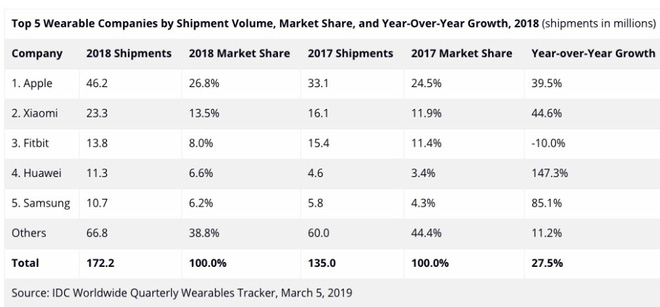 Top 5 Wearable Companies by Shipment Volume, Market Share, and Year-Over-Year Growth, 2018 (shipments in millions)
Company 2018 Shipments 2018 Market Share 2017 Shipments 2017 Market Share Year-over-Year Growth
1. Apple 46.2 26.8% 33.1 24.5% 39.5%
2. Xiaomi 23.3 13.5% 16.1 11.9% 44.6%
3. Fitbit 13.8 8.0% 15.4 11.4% -10.0%
4. Huawei 11.3 6.6% 4.6 3.4% 147.3%
5. Samsung 10.7 6.2% 5.8 4.3% 85.1%
Others 66.8 38.8% 60.0 44.4% 11.2%
Total 172.2 100.0% 135.0 100.0% 27.5%
Source: IDC Worldwide Quarterly Wearables Tracker, March 5, 2019